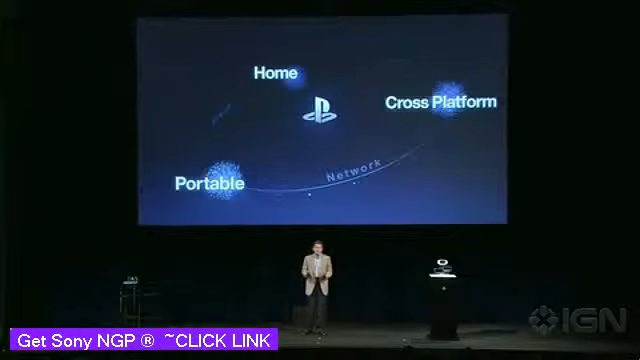 Home
Cross Platform
Network
Portable
IGN
Get Sony NGP ® ~CLICK LINK